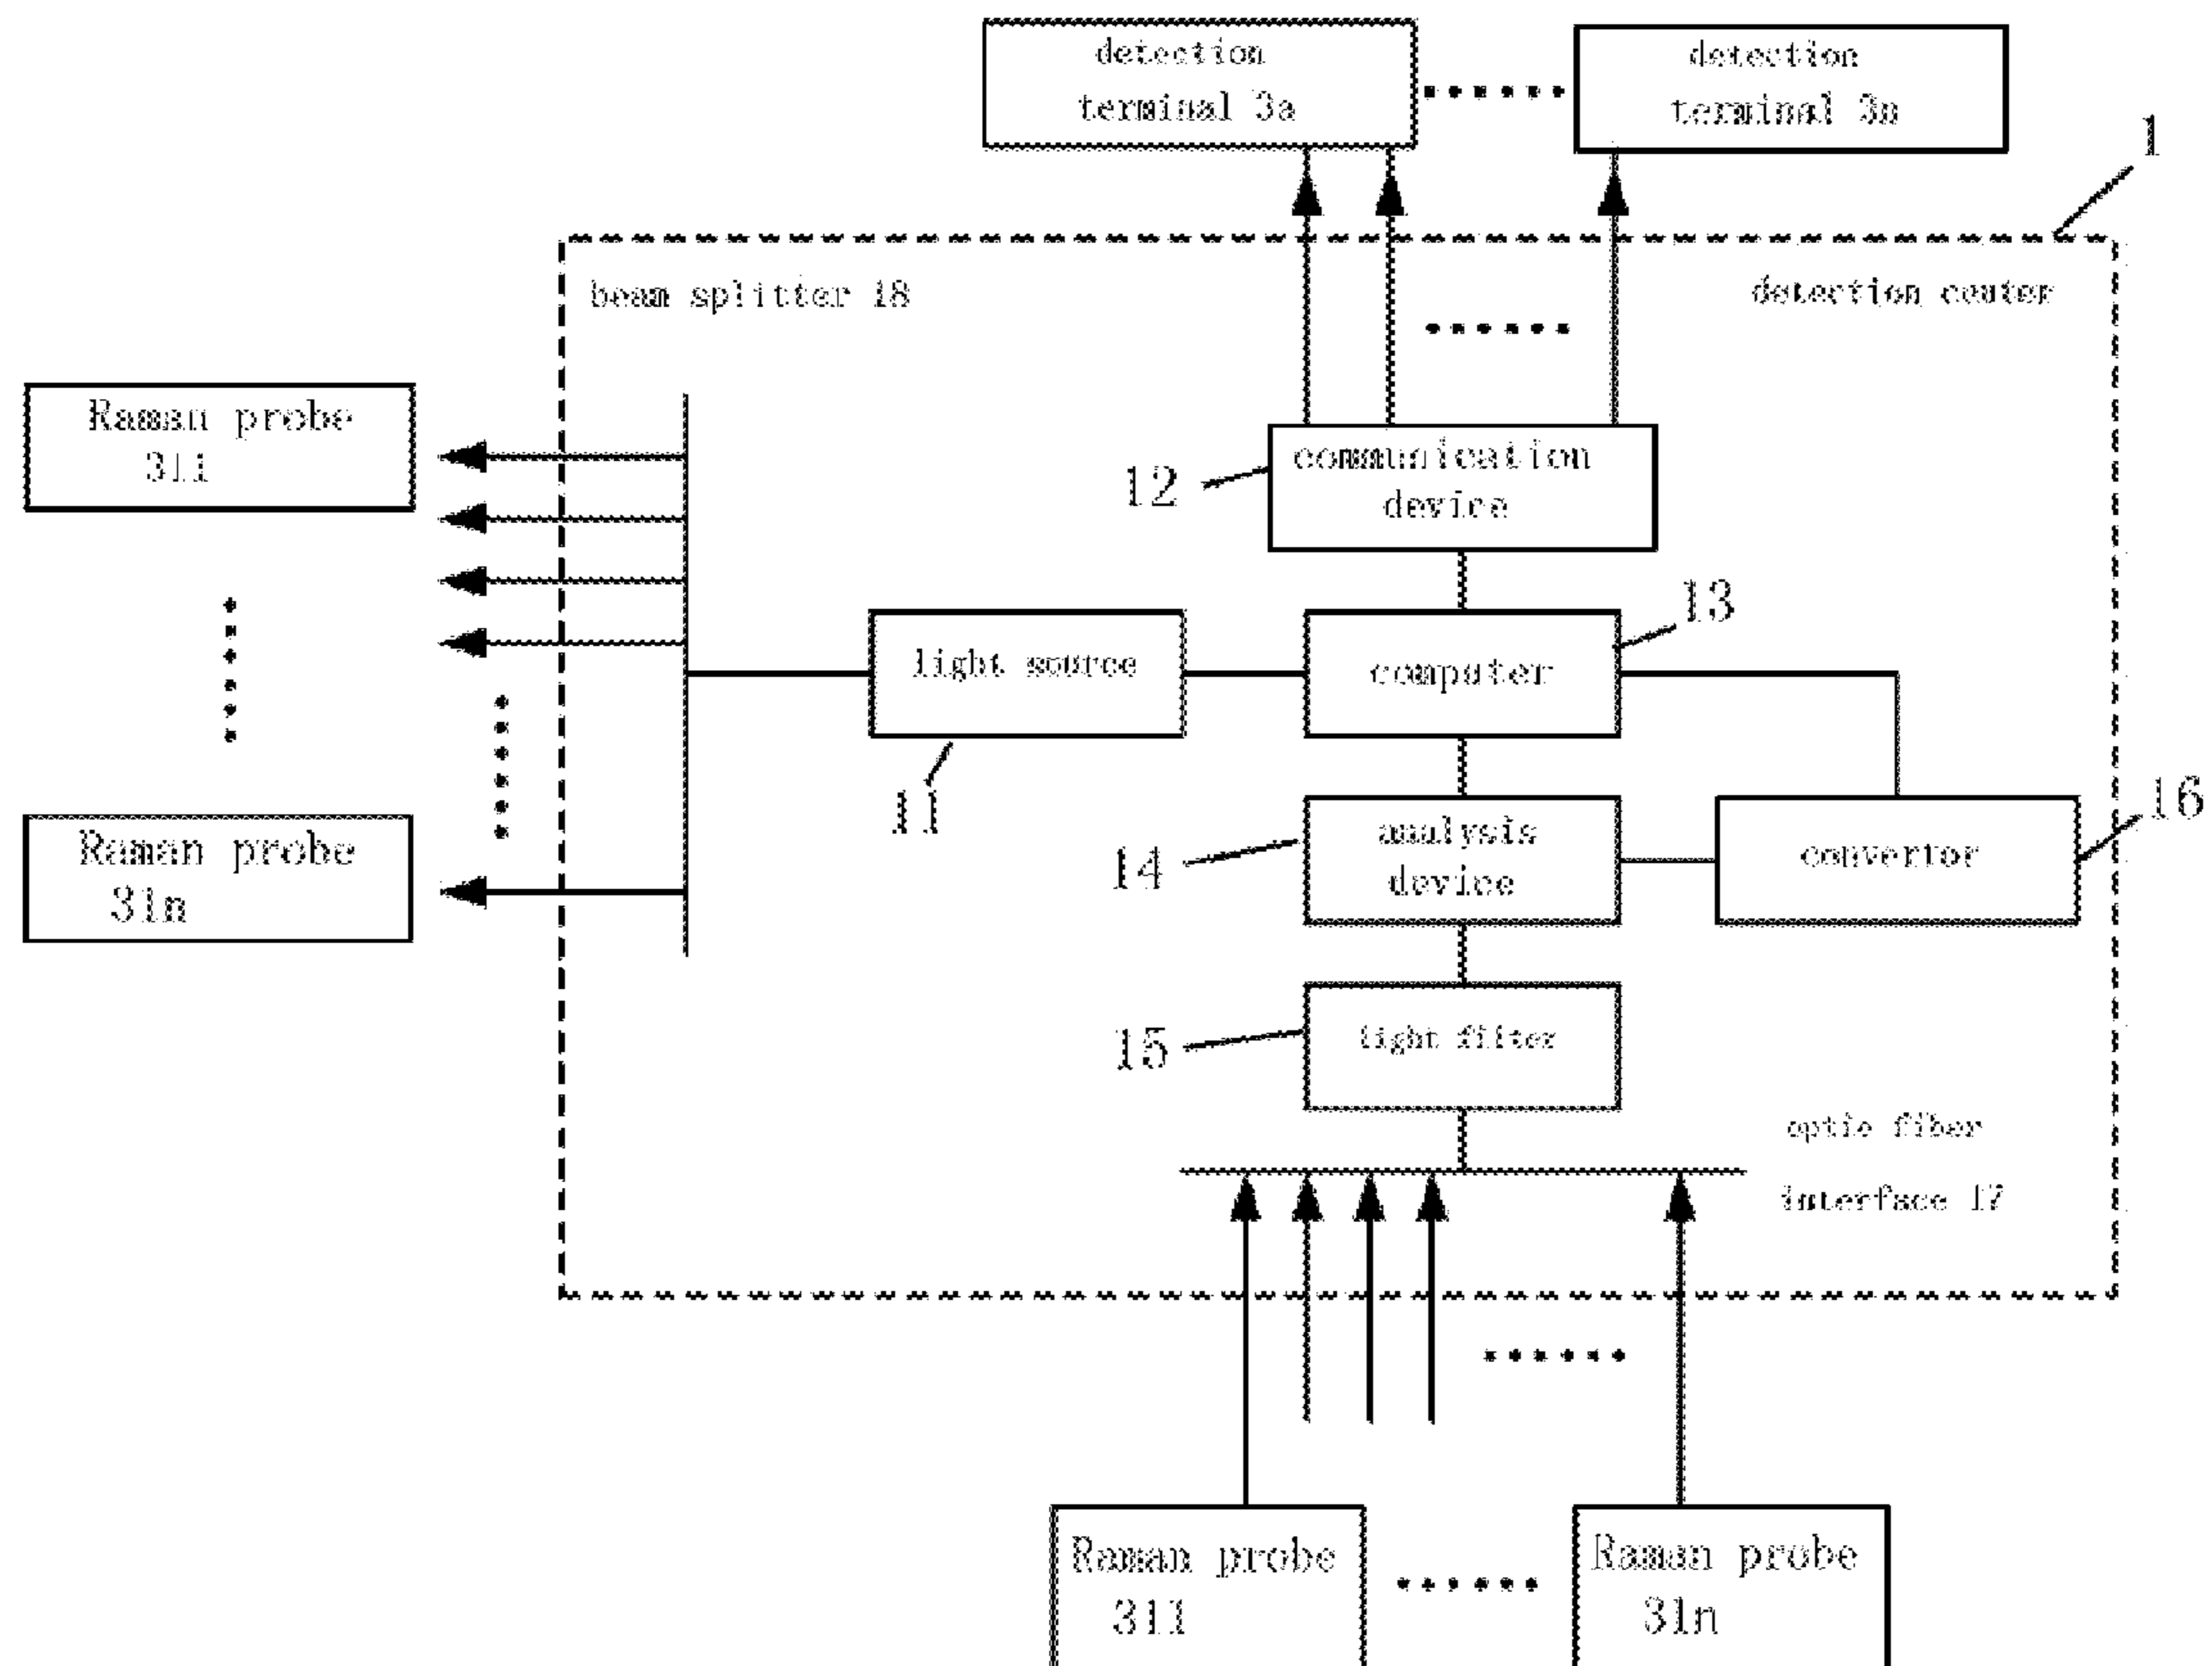 detection
terminal 3a
detection
terminal 3n
1
beam splitter 18
detection center
Raman probe
311
communication
device
12
13
light source
computer
11
Raman probe
31n
analysis
device
14
convertor
16
light filter
15
optic fiber
interface 17
Raman probe
311
Raman probe
31n